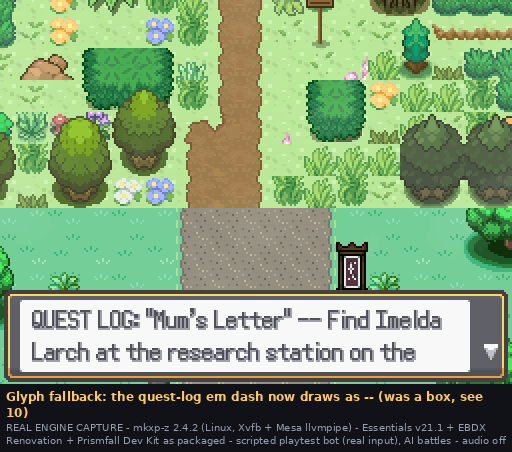 QUEST LOG: "Mum's Letter" -- Find Imelda
Larch at the research station on the
Glyph fallback: the quest-log em dash now draws as -- (was a box, see
10)
REAL ENGINE CAPTURE - mkxp-z 2.4.2 (Linux, Xvfb + Mesa llvmpipe) - Essentials v21.1 + EBDX
Renovation + Prismfall Dev Kit as packaged - scripted playtest bot (real input), AI battles - audio off